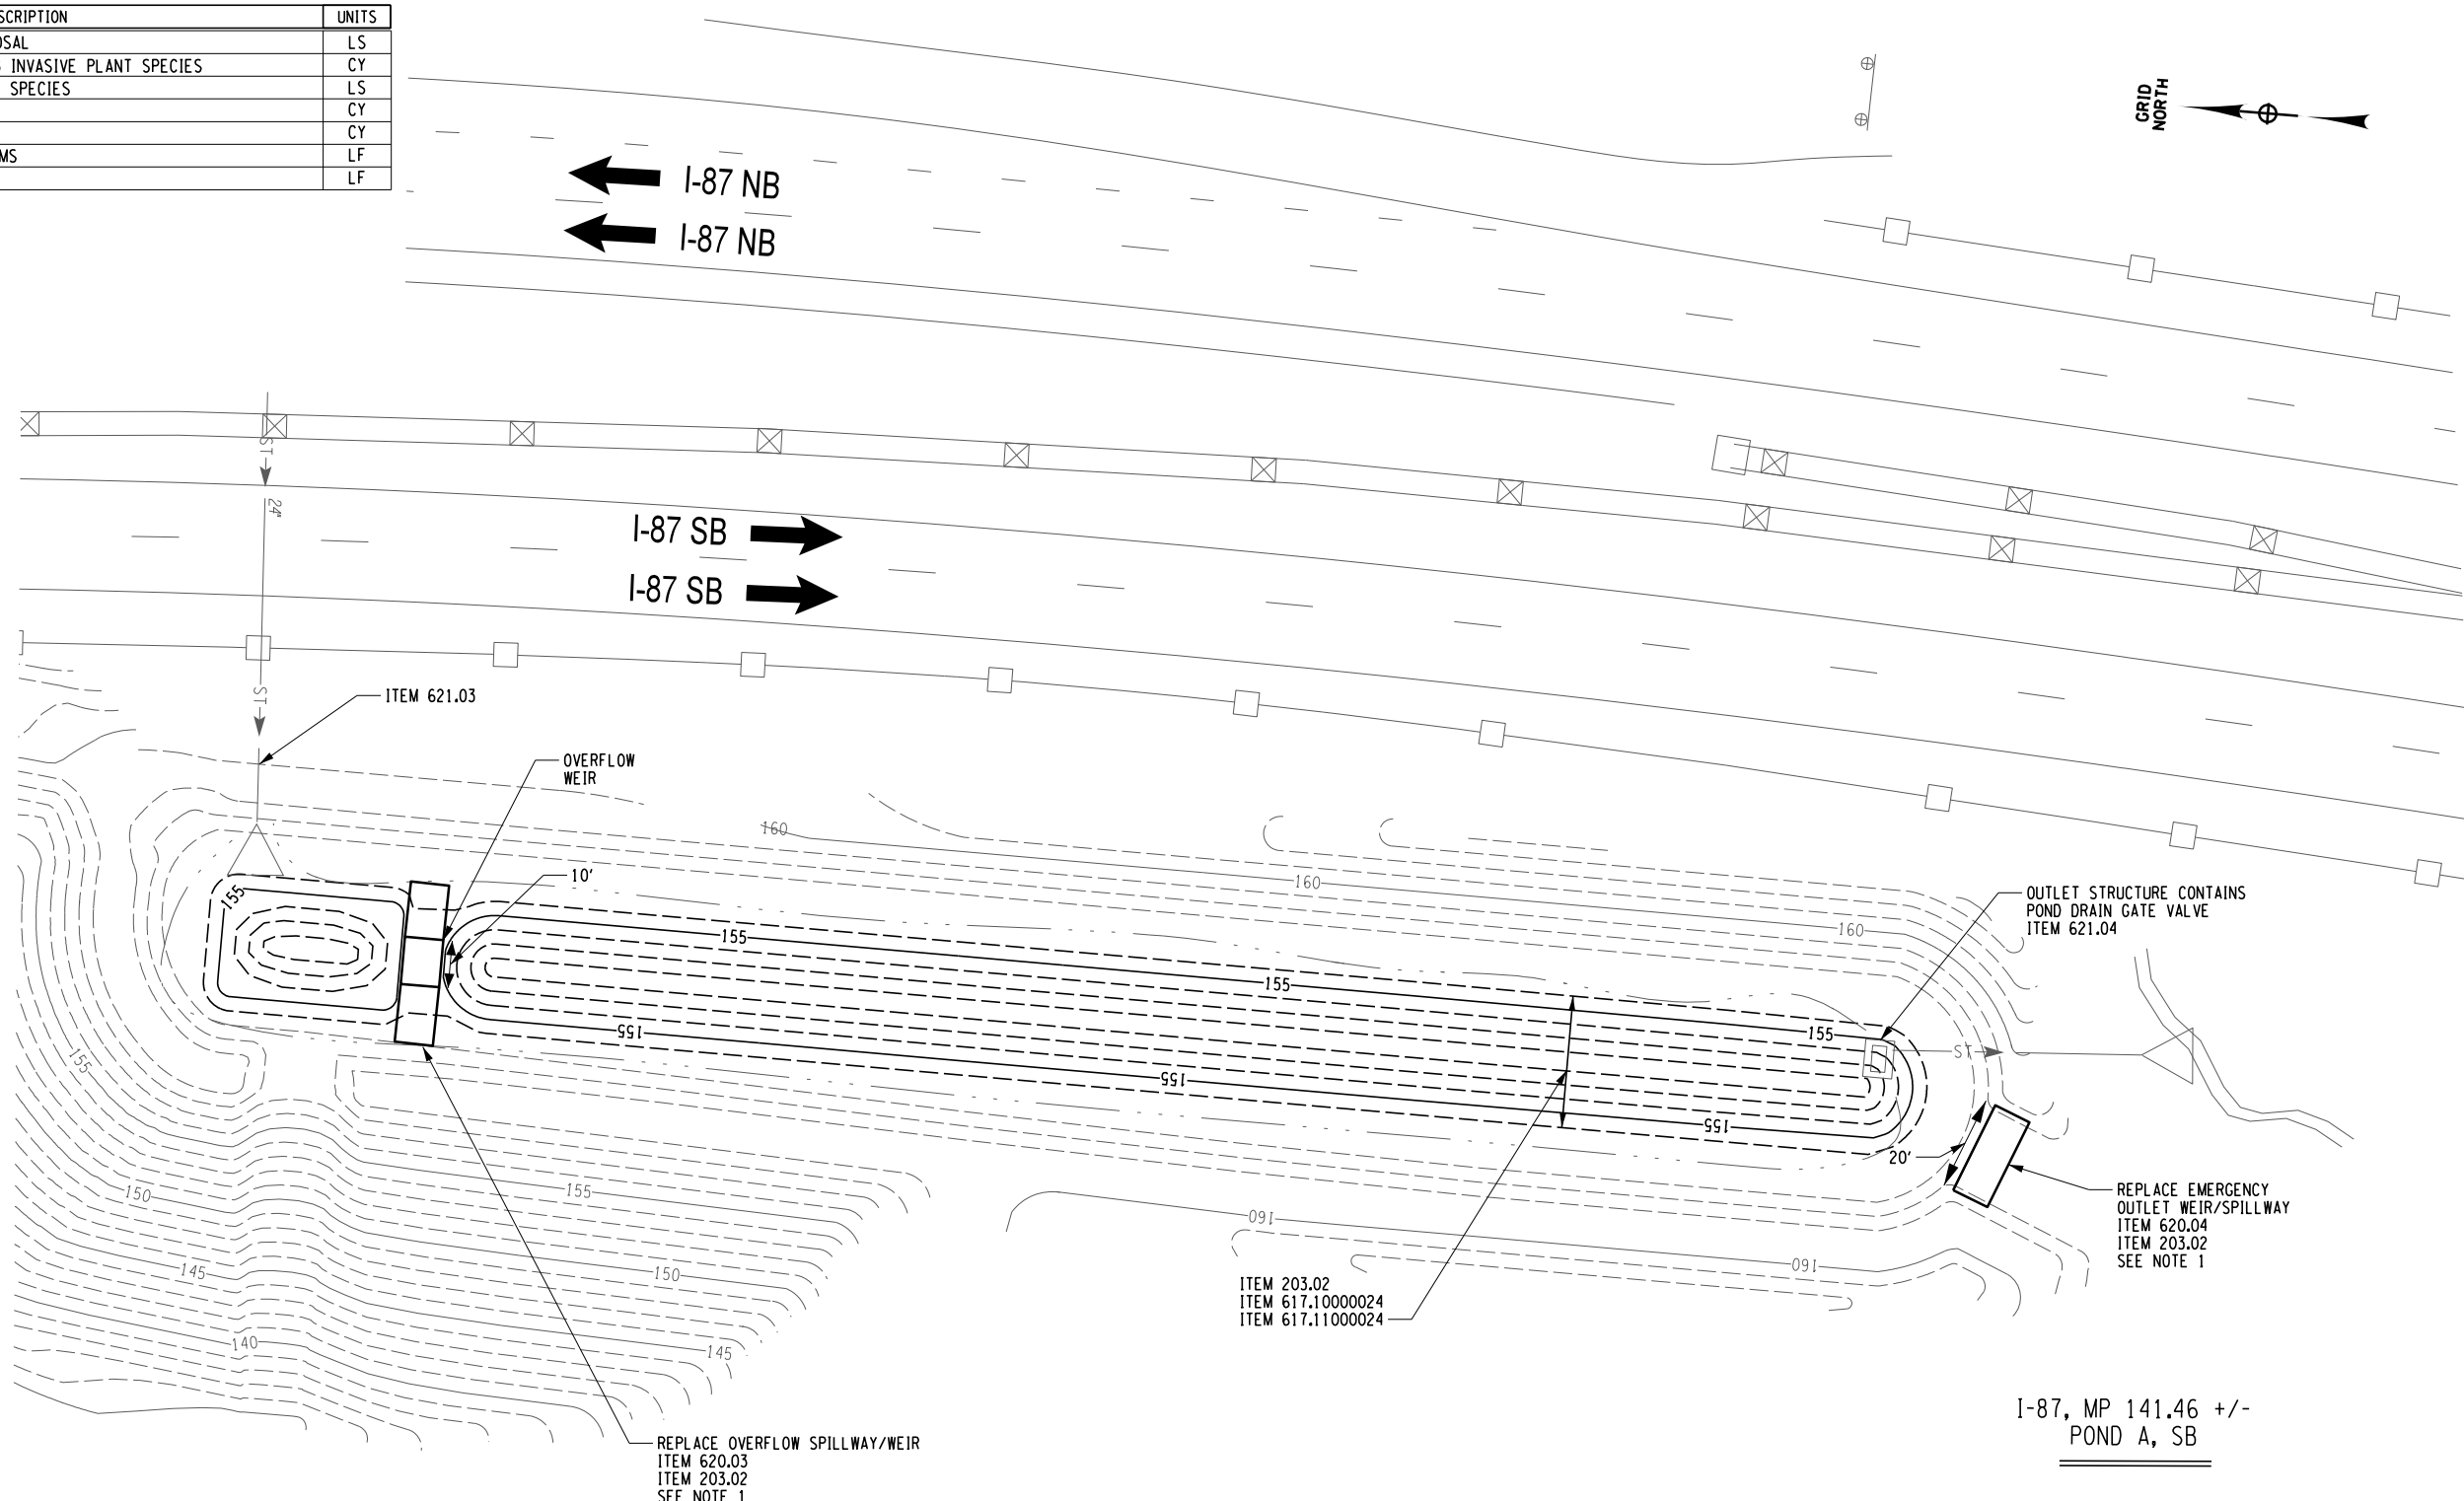 UNITS
LS
INVASIVE PLANT SPECIES CY
SPECIES LS
CY
CY
LF
LF
GRID
NORTH
I-87 NB
I-87 NB
ST
24"
I-87 SB
I-87 SB
ST
ITEM 621.03
OVERFLOW
WEIR
10'
160
160
160
155
155
155
155
155
155
155
OUTLET STRUCTURE CONTAINS
POND DRAIN GATE VALVE
ITEM 621.04
ST
20'
REPLACE EMERGENCY
OUTLET WEIR/SPILLWAY
ITEM 620.04
ITEM 203.02
SEE NOTE 1
155
150
145
140
155
150
145
160
160
ITEM 203.02
ITEM 617.10000024
ITEM 617.11000024
REPLACE OVERFLOW SPILLWAY/WEIR
ITEM 620.03
ITEM 203.02
SEE NOTE 1
I-87, MP 141.46 +/-
POND A, SB